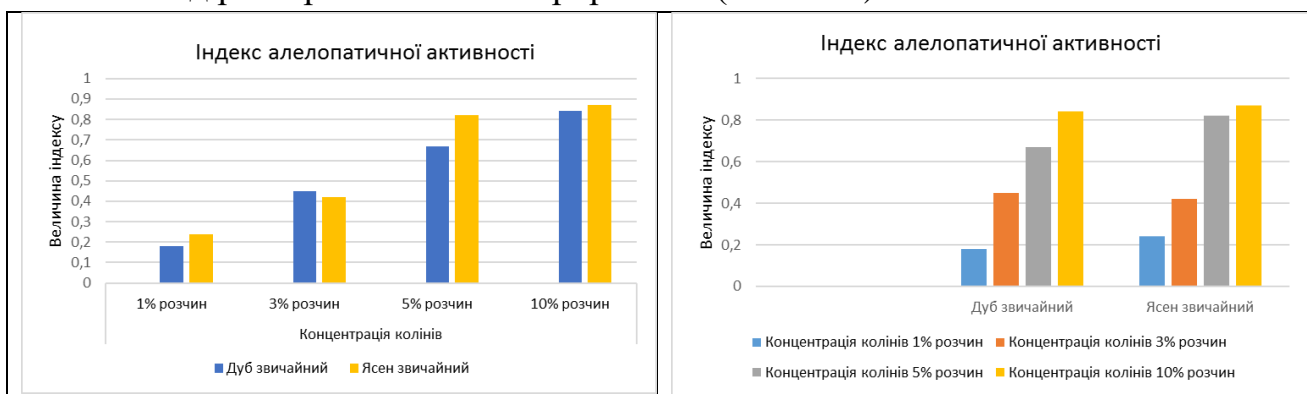 Індекс алелопатичної активності
Величина індексу
1
0,9
0,8
0,7
0,6
0,5
0,4
0,3
0,2
0,1
0
1% розчин 3% розчин 5% розчин 10% розчин
Концентрація колінів
Дуб звичайний Ясен звичайний
Індекс алелопатичної активності
Величина індексу
1
0,8
0,6
0,4
0,2
0
Дуб звичайний Ясен звичайний
Концентрація колінів 1% розчин Концентрація колінів 3% розчин
Концентрація колінів 5% розчин Концентрація колінів 10% розчин